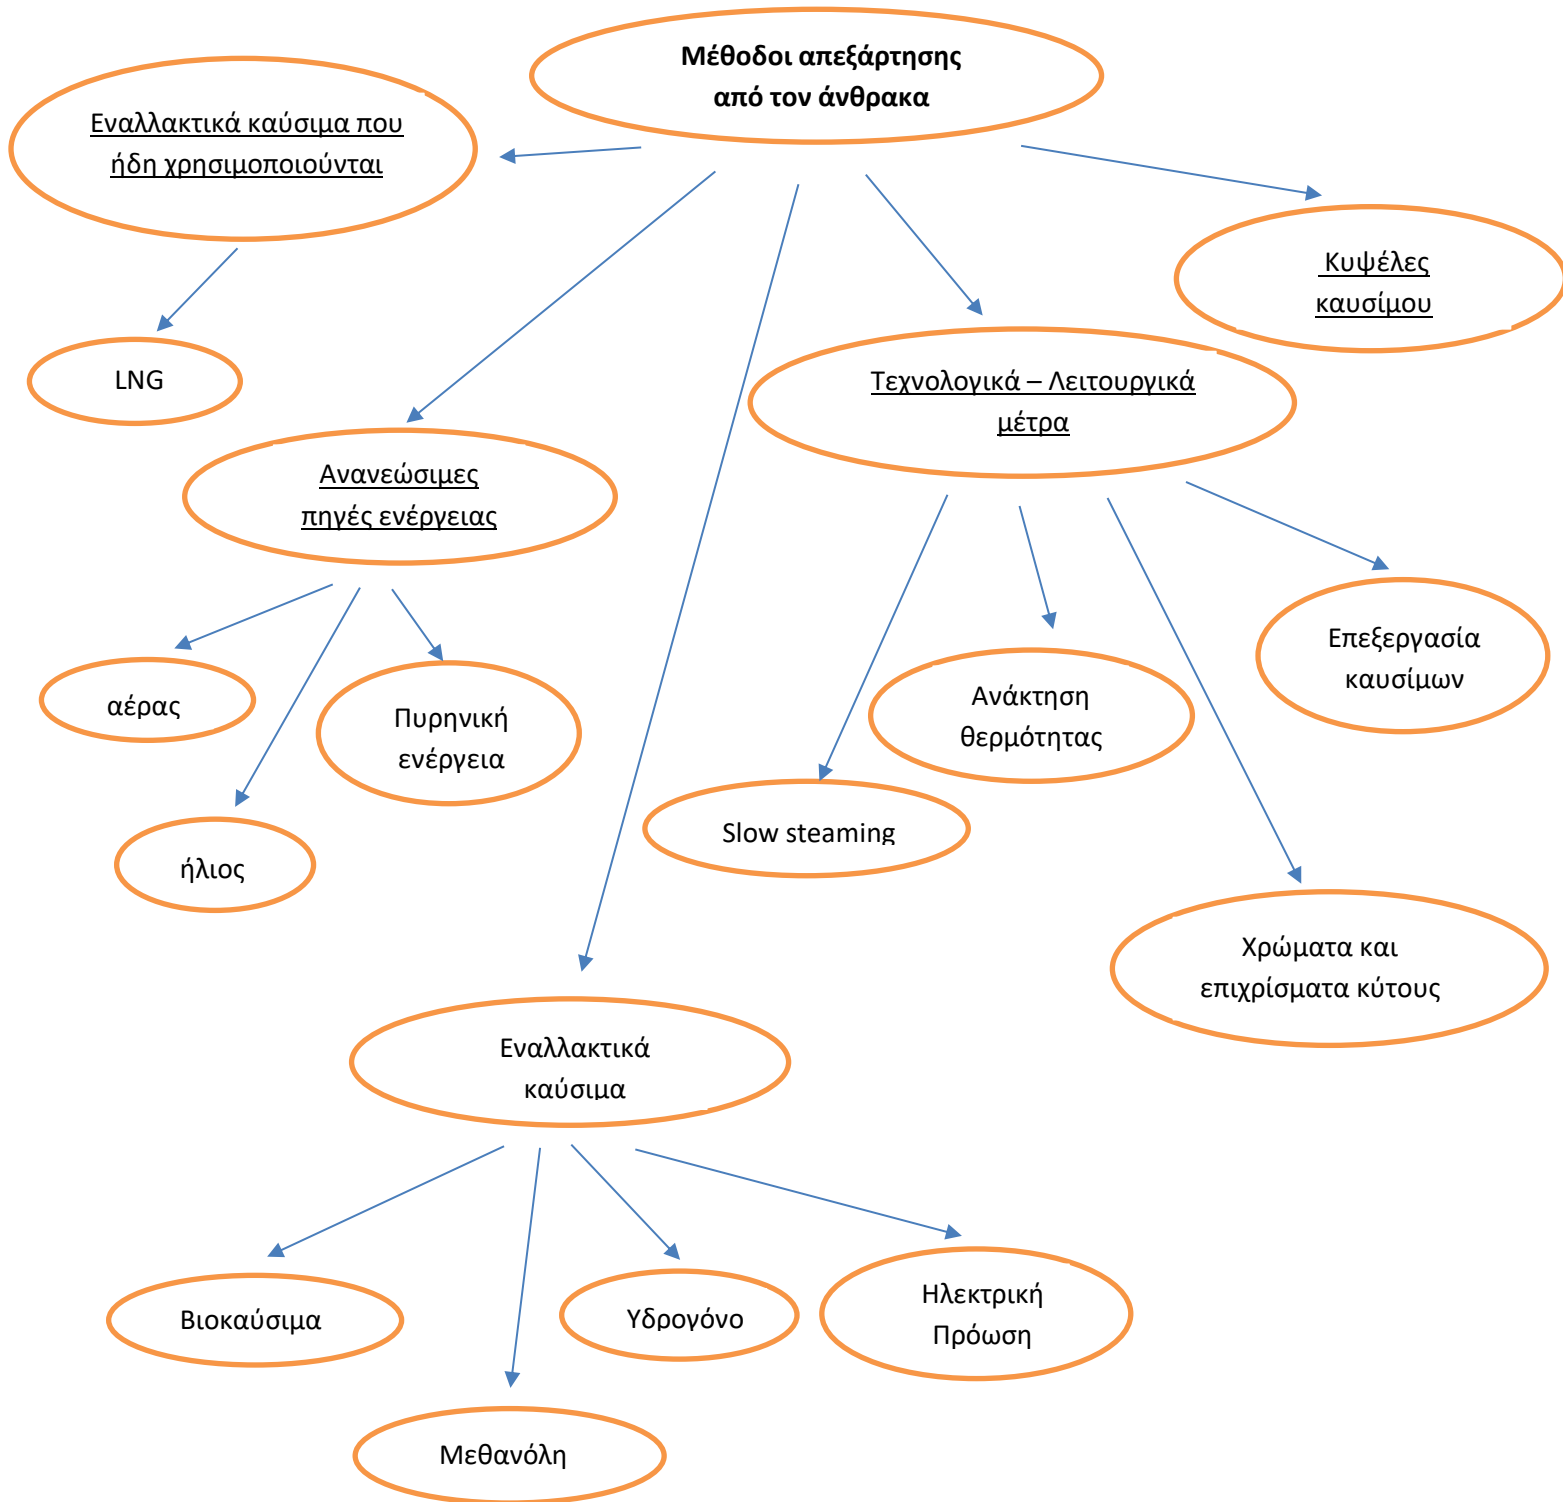 Μέθοδοι απεξάρτησης
από τον άνθρακα
Εναλλακτικά καύσιμα που
ήδη χρησιμοποιούνται
Κυψέλες
καυσίμου
LNG
Τεχνολογικά – Λειτουργικά
μέτρα
Ανανεώσιμες
πηγές ενέργειας
Επεξεργασία
καυσίμων
αέρας
Πυρηνική
ενέργεια
Ανάκτηση
θερμότητας
Slow steaming
ήλιος
Χρώματα και
επιχρίσματα κύτους
Εναλλακτικά
καύσιμα
Βιοκαύσιμα
Υδρογόνο
Ηλεκτρική
Πρόωση
Μεθανόλη